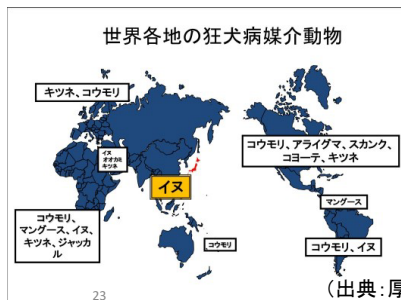 世界各地の狂犬病媒介動物
キツネ、コウモリ
イヌ
オオカミ
キツネ
イヌ
コウモリ、アライグマ、スカンク、
コヨーテ、キツネ
マングース
コウモリ、
マングース、イヌ、
キツネ、ジャッカ
ル
コウモリ
コウモリ、イヌ
(出典:厚
23